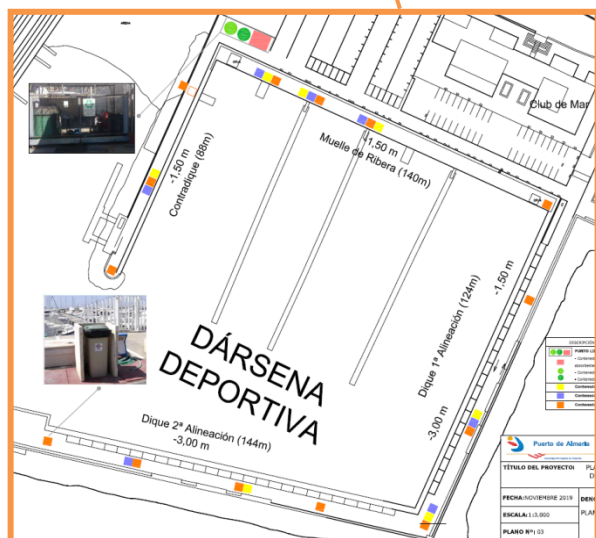 Club de Mar
-1,50 m
Muelle de Ribera (140m)
-1,50 m
Contradique (88m)
-1,50 m
Dique 1ª Alineación (124m)
-3,00 m
DÁRSENA
DEPORTIVA
Dique 2ª Alineación (144m)
-3,00 m
Puerto de Almería
TÍTULO DEL PROYECTO:
FECHA:NOVIEMBRE 2019
ESCALA:1:3.000
PLANO Nº: 03